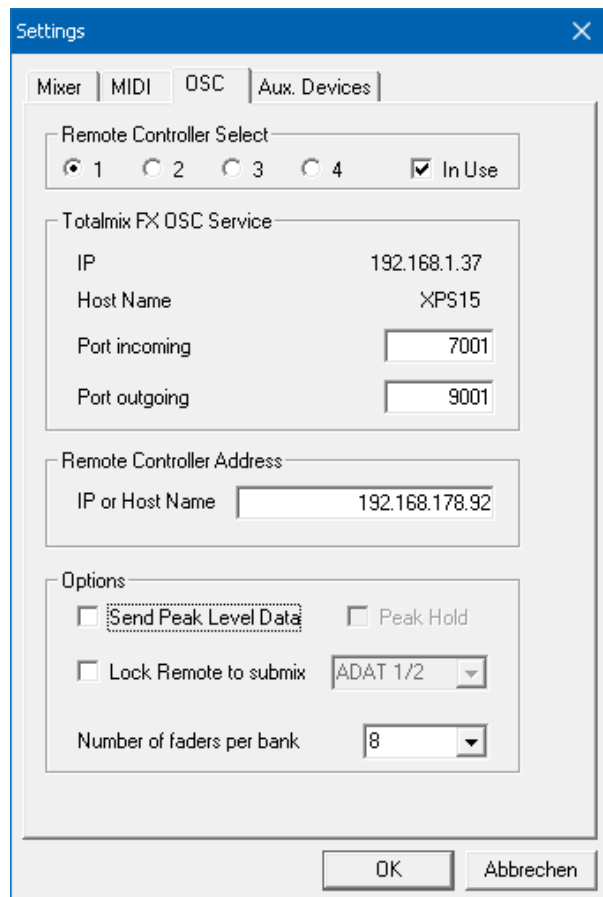 Settings
Mixer MIDI OSC Aux. Devices
Remote Controller Select
1 2 3 4 In Use
Totalmix FX OSC Service
IP 192.168.1.37
Host Name XPS15
Port incoming 7001
Port outgoing 9001
Remote Controller Address
IP or Host Name 192.168.178.92
Options
Send Peak Level Data Peak Hold
Lock Remote to submix ADAT 1/2
Number of faders per bank 8
OK Abbrechen